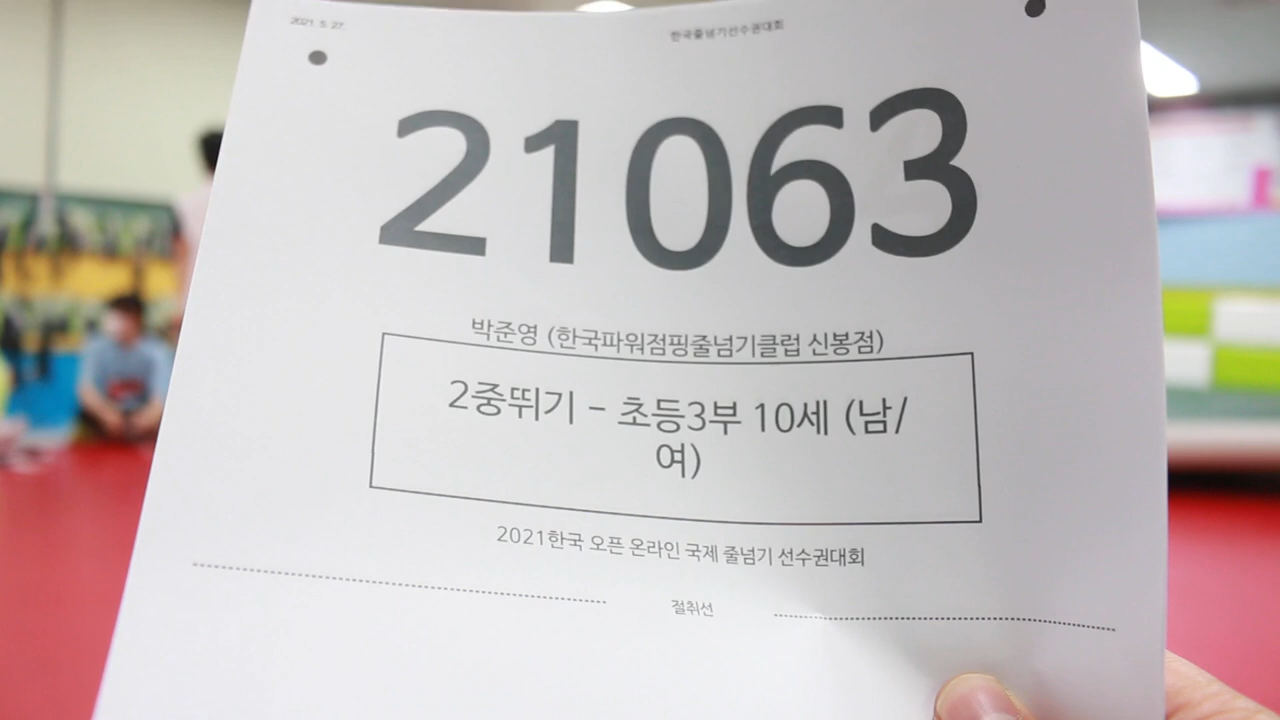 2021. 5. 27
한국줄넘기선수권대회
21063
박준영 (한국파워점핑줄넘기클럽 신봉점)
2중뛰기 - 초등3부 10세 (남/
여)
2021한국 오픈 온라인 국제 줄넘기 선수권대회
절취선